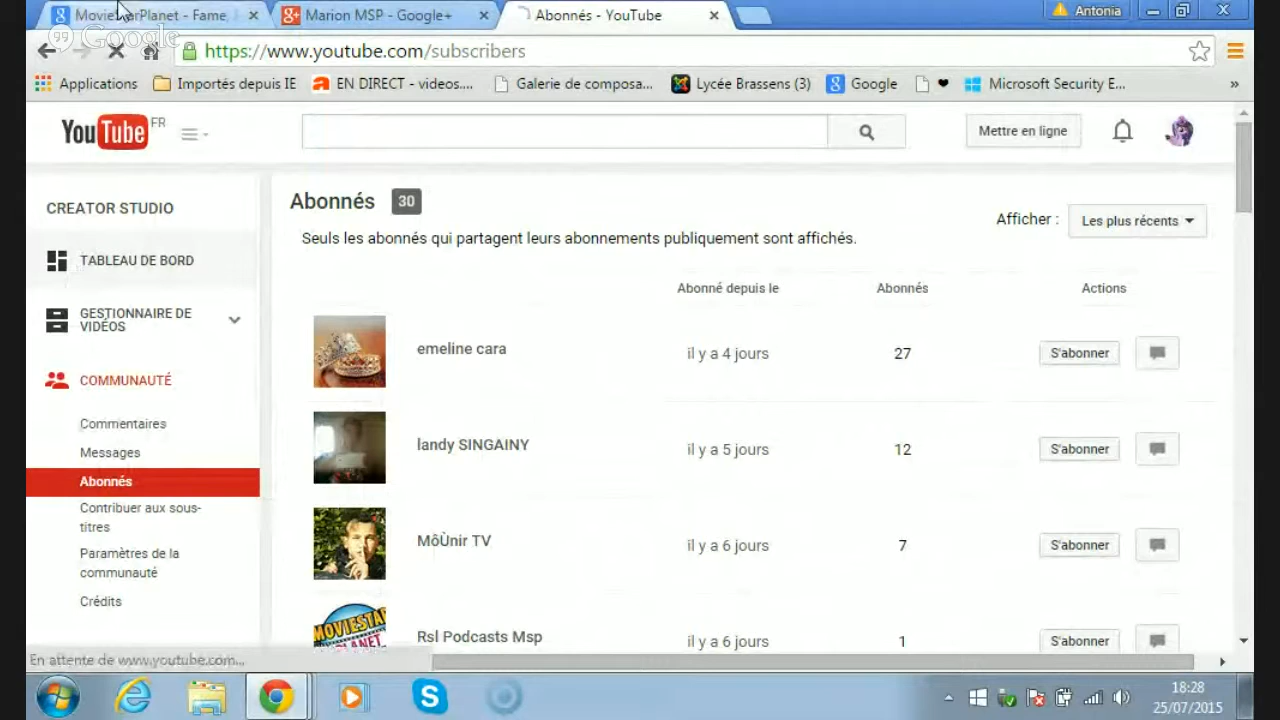 MovieStarPlanet - Fame,
Marion MSP - Google+
Abonnés - YouTube
Antonia
Google
https://www.youtube.com/subscribers
Applications
Importés depuis IE
EN DIRECT - videos....
Galerie de composa...
Lycée Brassens (3)
Google
Microsoft Security E...
»
YouTube FR
Mettre en ligne
CREATOR STUDIO
TABLEAU DE BORD
GESTIONNAIRE DE
VIDÉOS
COMMUNAUTÉ
Commentaires
Messages
Abonnés
Contribuer aux sous-
titres
Paramètres de la
communauté
Crédits
Abonnés 30
Afficher : Les plus récents
Seuls les abonnés qui partagent leurs abonnements publiquement sont affichés.
Abonné depuis le Abonnés Actions
emeline cara il y a 4 jours 27 S'abonner
landy SINGAINY il y a 5 jours 12 S'abonner
MôÙnir TV il y a 6 jours 7 S'abonner
MOVIESTAR
PLANET
Rsl Podcasts Msp il y a 6 jours 1 S'abonner
En attente de www.youtube.com...
18:28
25/07/2015